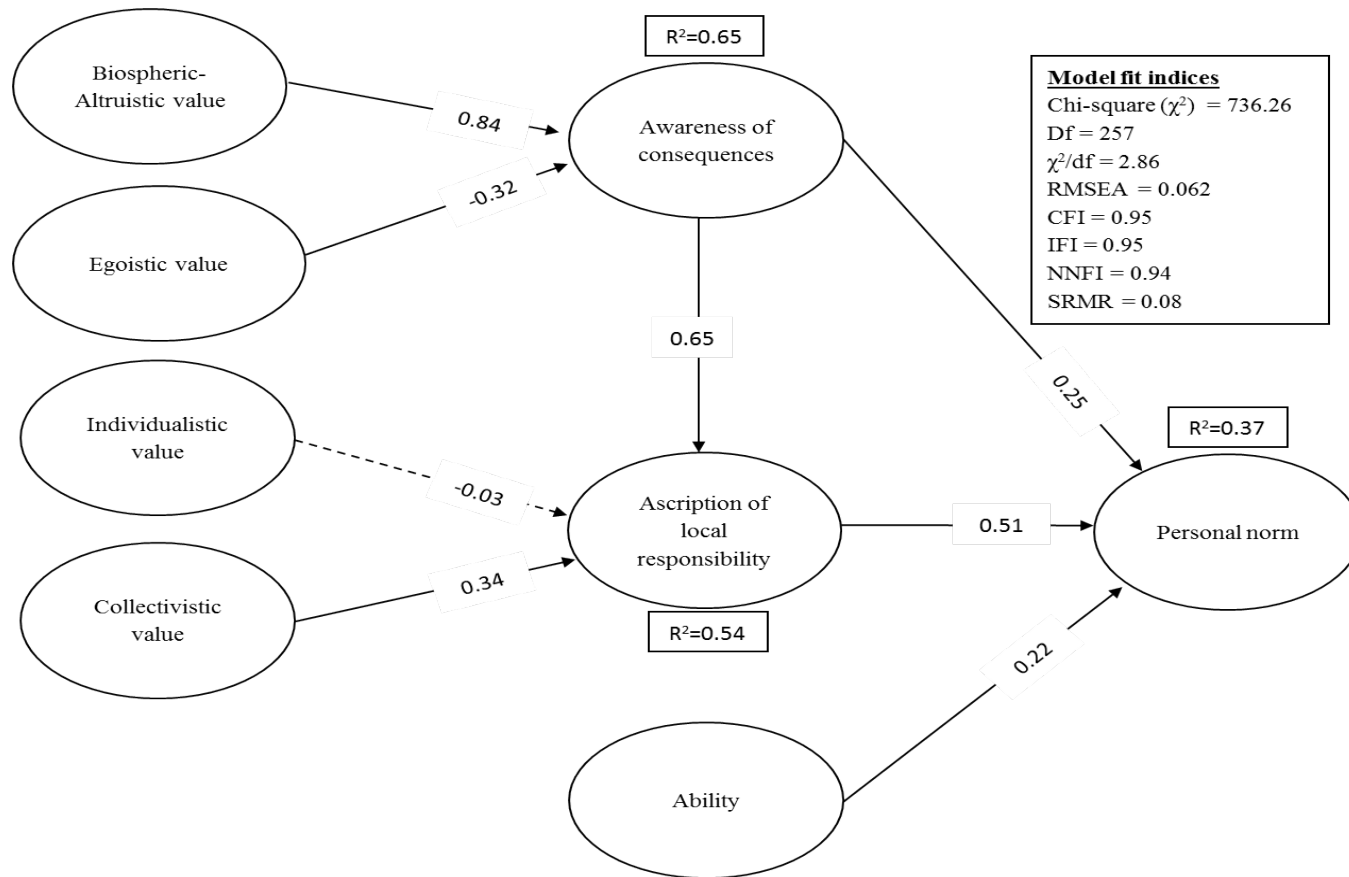 R²=0.65
Biospheric-
Altruistic value
0.84
Awareness of
consequences
Model fit indices
Chi-square (χ²) = 736.26
Df = 257
χ²/df = 2.86
RMSEA = 0.062
CFI = 0.95
IFI = 0.95
NNFI = 0.94
SRMR = 0.08
-0.32
Egoistic value
0.65
0.25
Individualistic
value
R²=0.37
-0.03
Ascription of
local
responsibility
0.51
Personal norm
0.34
Collectivistic
value
R²=0.54
0.22
Ability